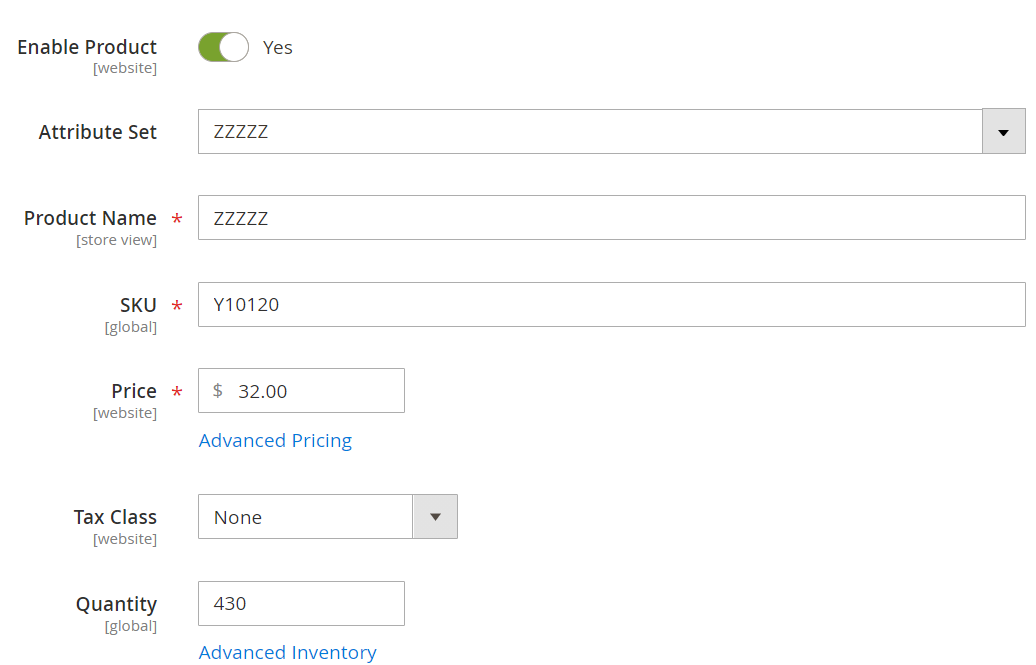 Enable Product
Yes
[website]
Attribute Set
ZZZZZ
Product Name *
ZZZZZ
[store view]
SKU *
Y10120
[global]
Price *
$ 32.00
[website]
Advanced Pricing
Tax Class
None
[website]
Quantity
430
[global]
Advanced Inventory